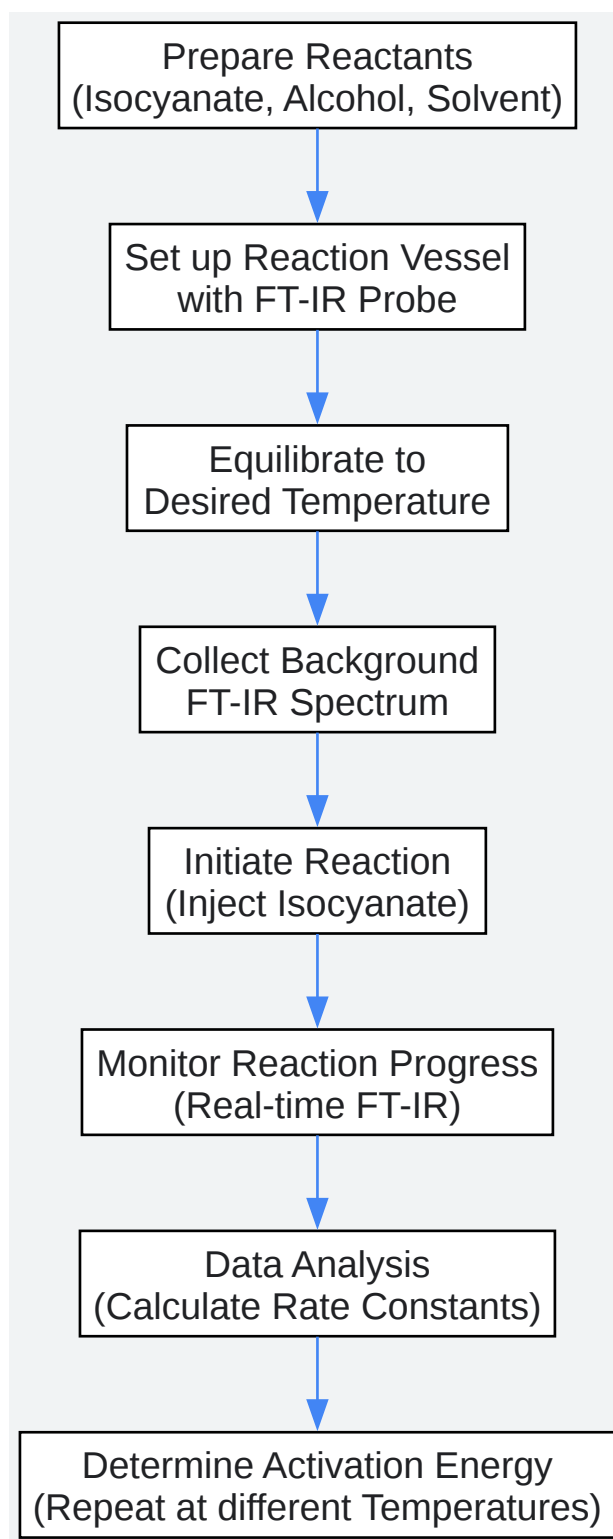 Prepare Reactants
(Isocyanate, Alcohol, Solvent)
Set up Reaction Vessel
with FT-IR Probe
Equilibrate to
Desired Temperature
Collect Background
FT-IR Spectrum
Initiate Reaction
(Inject Isocyanate)
Monitor Reaction Progress
(Real-time FT-IR)
Data Analysis
(Calculate Rate Constants)
Determine Activation Energy
(Repeat at different Temperatures)